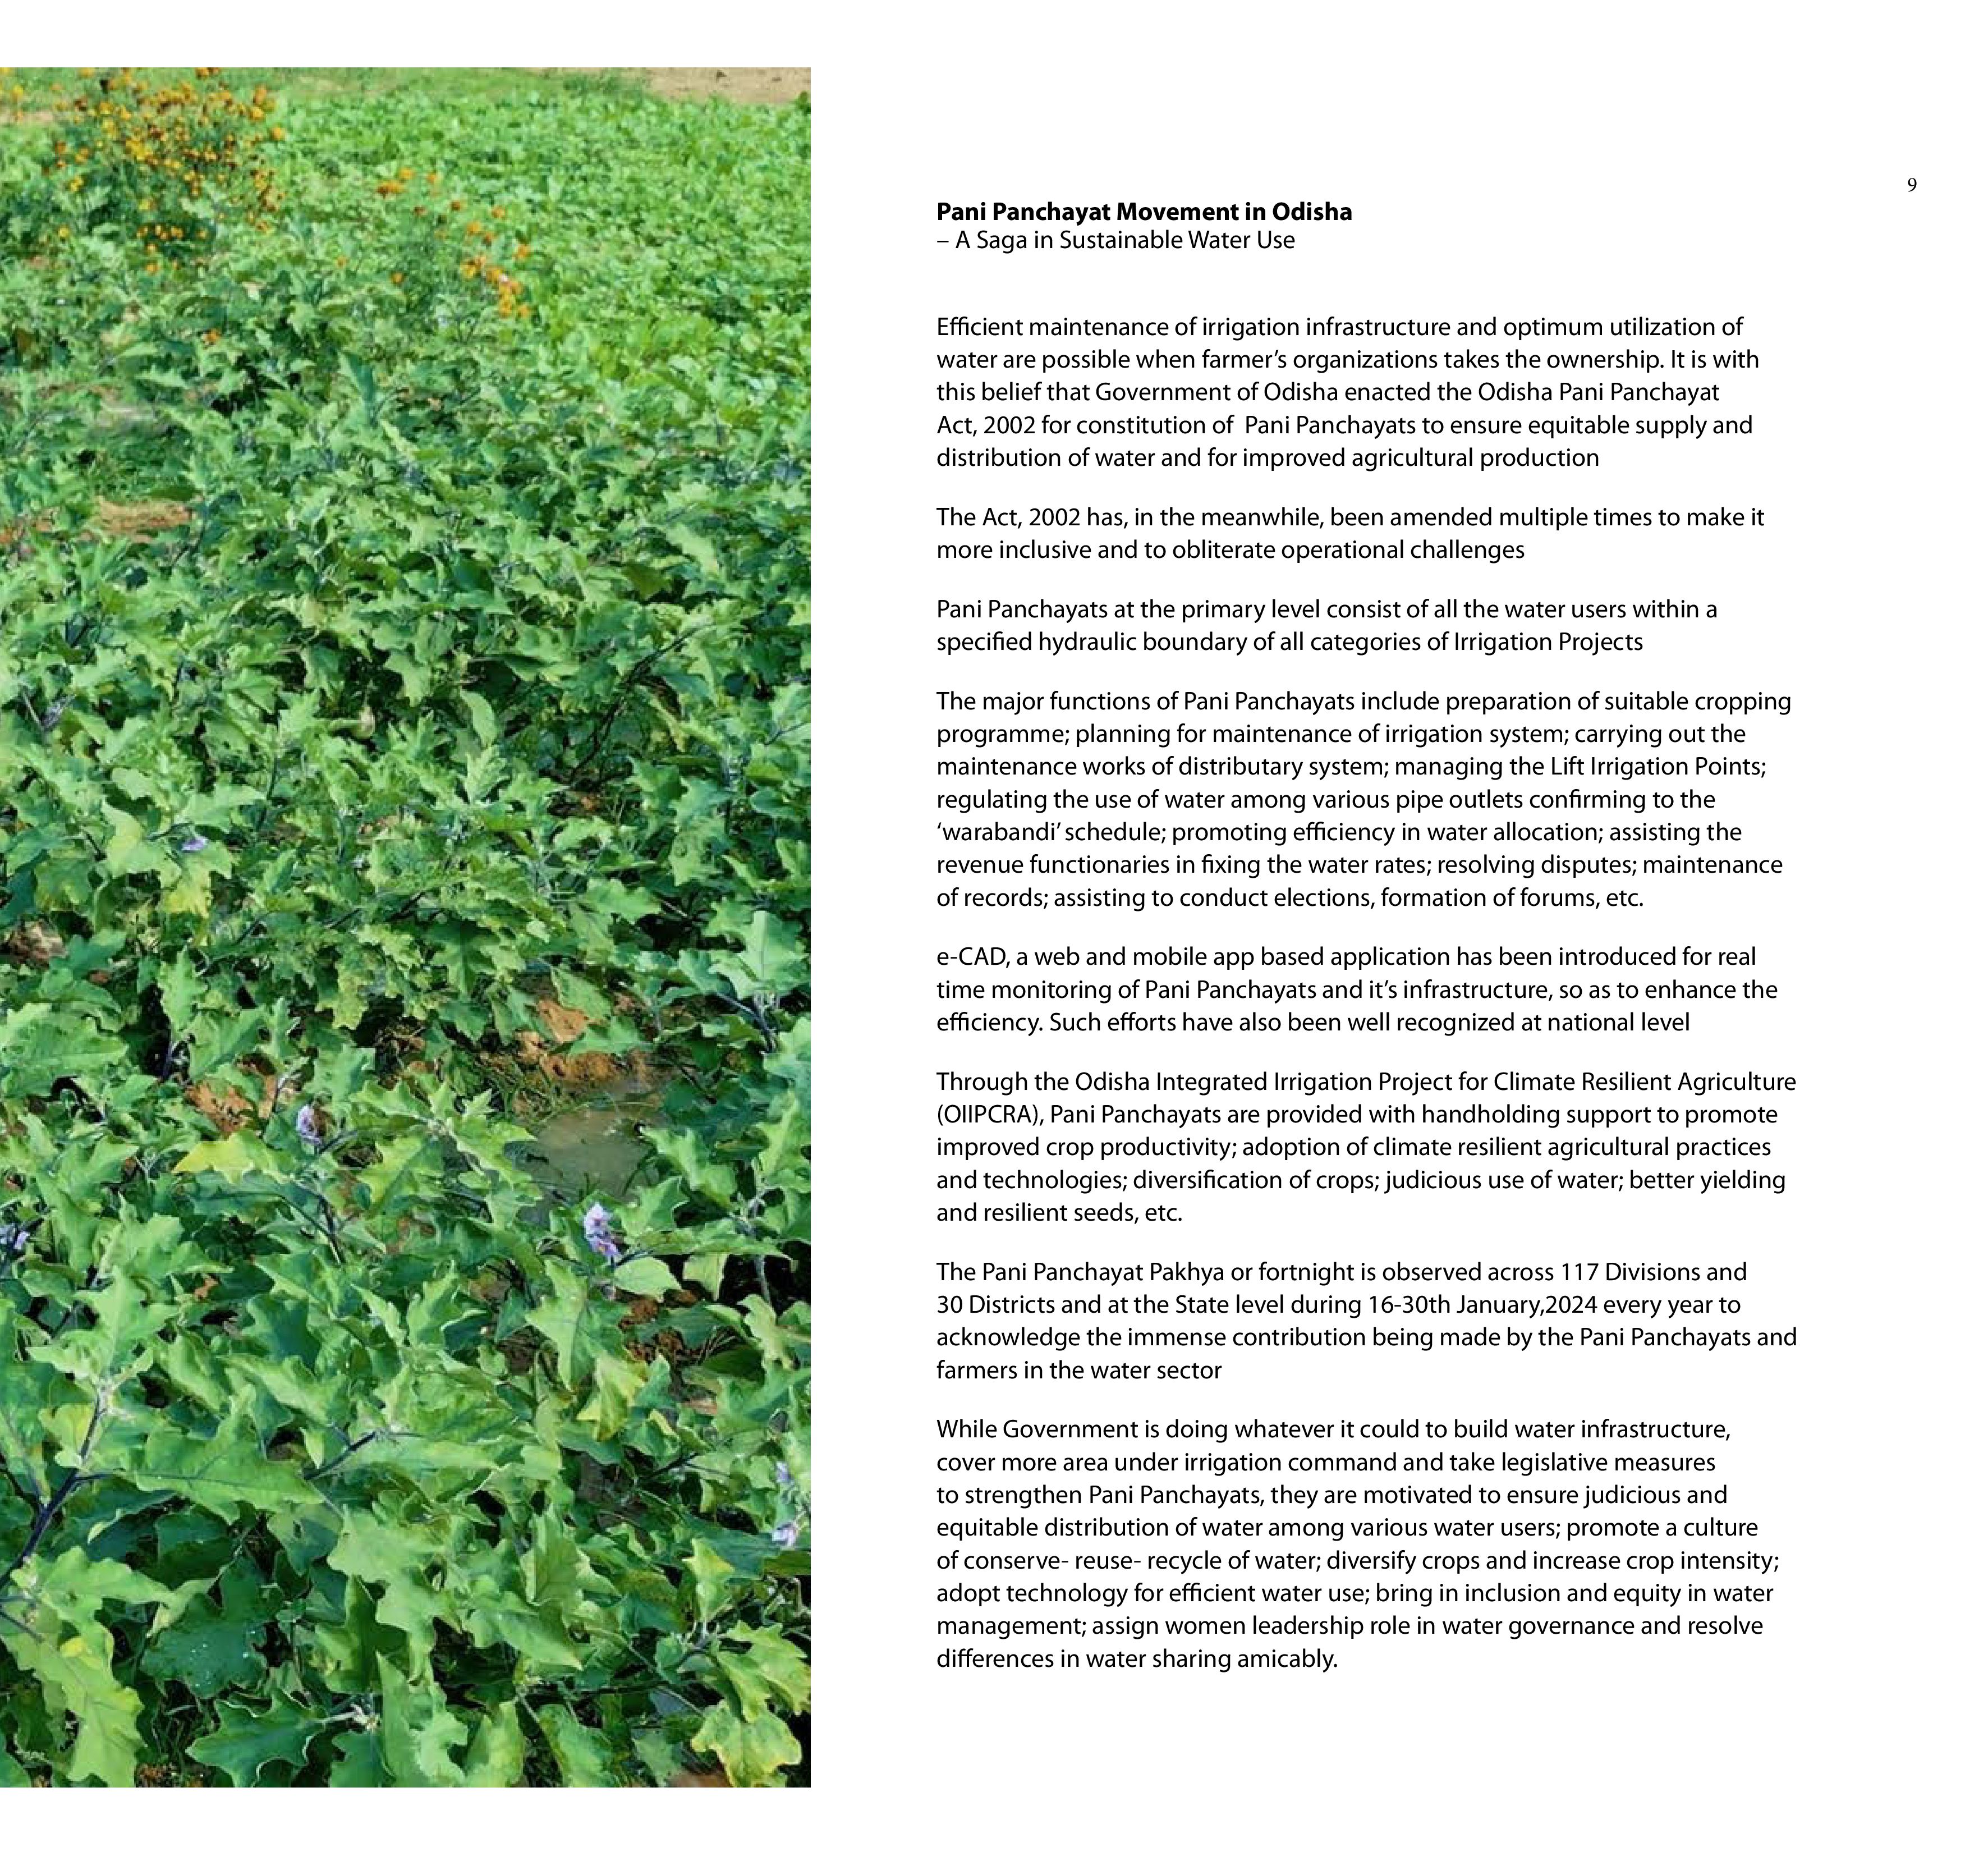 9
Pani Panchayat Movement in Odisha
– A Saga in Sustainable Water Use
Efficient maintenance of irrigation infrastructure and optimum utilization of
water are possible when farmer’s organizations takes the ownership. It is with
this belief that Government of Odisha enacted the Odisha Pani Panchayat
Act, 2002 for constitution of  Pani Panchayats to ensure equitable supply and
distribution of water and for improved agricultural production
The Act, 2002 has, in the meanwhile, been amended multiple times to make it
more inclusive and to obliterate operational challenges
Pani Panchayats at the primary level consist of all the water users within a
specified hydraulic boundary of all categories of Irrigation Projects
The major functions of Pani Panchayats include preparation of suitable cropping
programme; planning for maintenance of irrigation system; carrying out the
maintenance works of distributary system; managing the Lift Irrigation Points;
regulating the use of water among various pipe outlets confirming to the
‘warabandi’ schedule; promoting efficiency in water allocation; assisting the
revenue functionaries in fixing the water rates; resolving disputes; maintenance
of records; assisting to conduct elections, formation of forums, etc.
e-CAD, a web and mobile app based application has been introduced for real
time monitoring of Pani Panchayats and it’s infrastructure, so as to enhance the
efficiency. Such efforts have also been well recognized at national level
Through the Odisha Integrated Irrigation Project for Climate Resilient Agriculture
(OIIPCRA), Pani Panchayats are provided with handholding support to promote
improved crop productivity; adoption of climate resilient agricultural practices
and technologies; diversification of crops; judicious use of water; better yielding
and resilient seeds, etc.
The Pani Panchayat Pakhya or fortnight is observed across 117 Divisions and
30 Districts and at the State level during 16-30th January,2024 every year to
acknowledge the immense contribution being made by the Pani Panchayats and
farmers in the water sector
While Government is doing whatever it could to build water infrastructure,
cover more area under irrigation command and take legislative measures
to strengthen Pani Panchayats, they are motivated to ensure judicious and
equitable distribution of water among various water users; promote a culture
of conserve- reuse- recycle of water; diversify crops and increase crop intensity;
adopt technology for efficient water use; bring in inclusion and equity in water
management; assign women leadership role in water governance and resolve
differences in water sharing amicably.